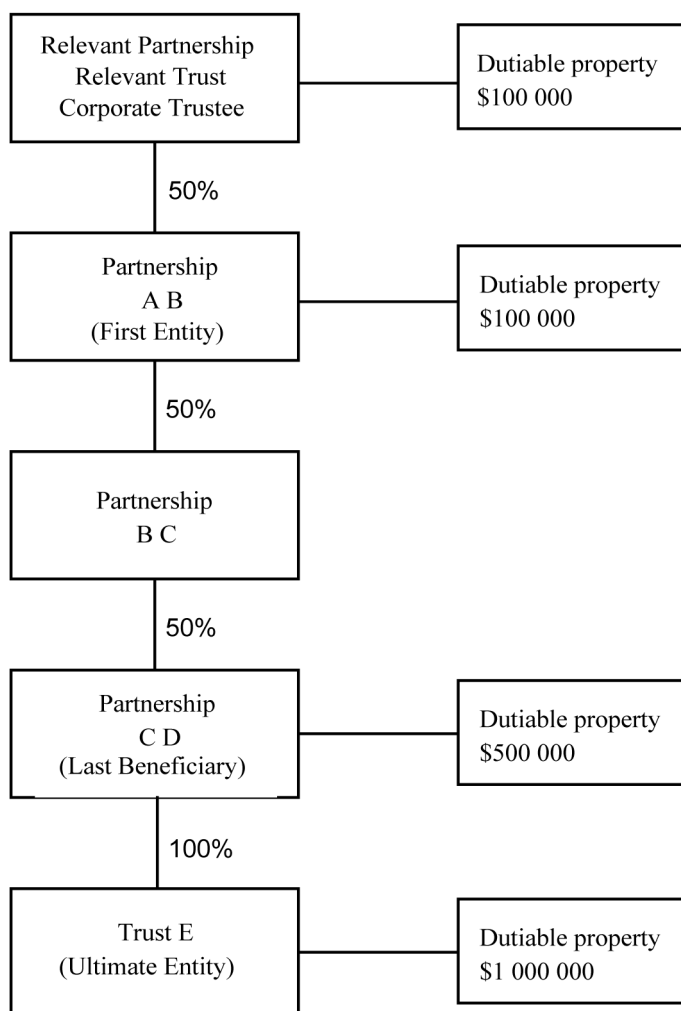 Relevant Partnership
Relevant Trust
Corporate Trustee
Dutiable property
$100 000
50%
Partnership
A B
(First Entity)
Dutiable property
$100 000
50%
Partnership
B C
50%
Partnership
C D
(Last Beneficiary)
Dutiable property
$500 000
100%
Trust E
(Ultimate Entity)
Dutiable property
$1 000 000